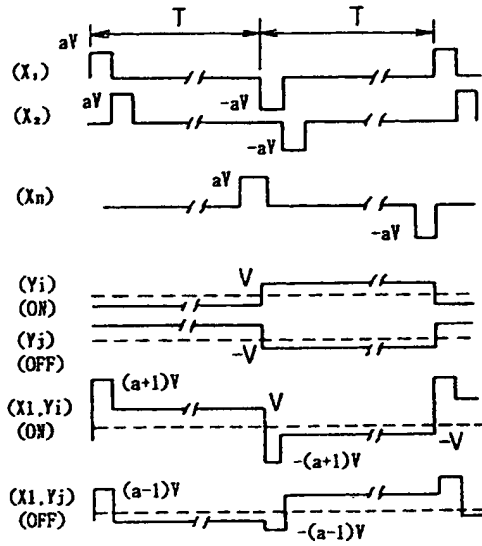 T T
aV
(X₁)
-aV
(X₂) aV
-aV
aV
(Xn)
-aV
(Yi) V
(ON)
(Yj)
-V
(OFF)
(X1,Yi) (a+1)V V
(ON) -V
-(a+1)V
(X1,Yj) (a-1)V
(OFF) -(a-1)V